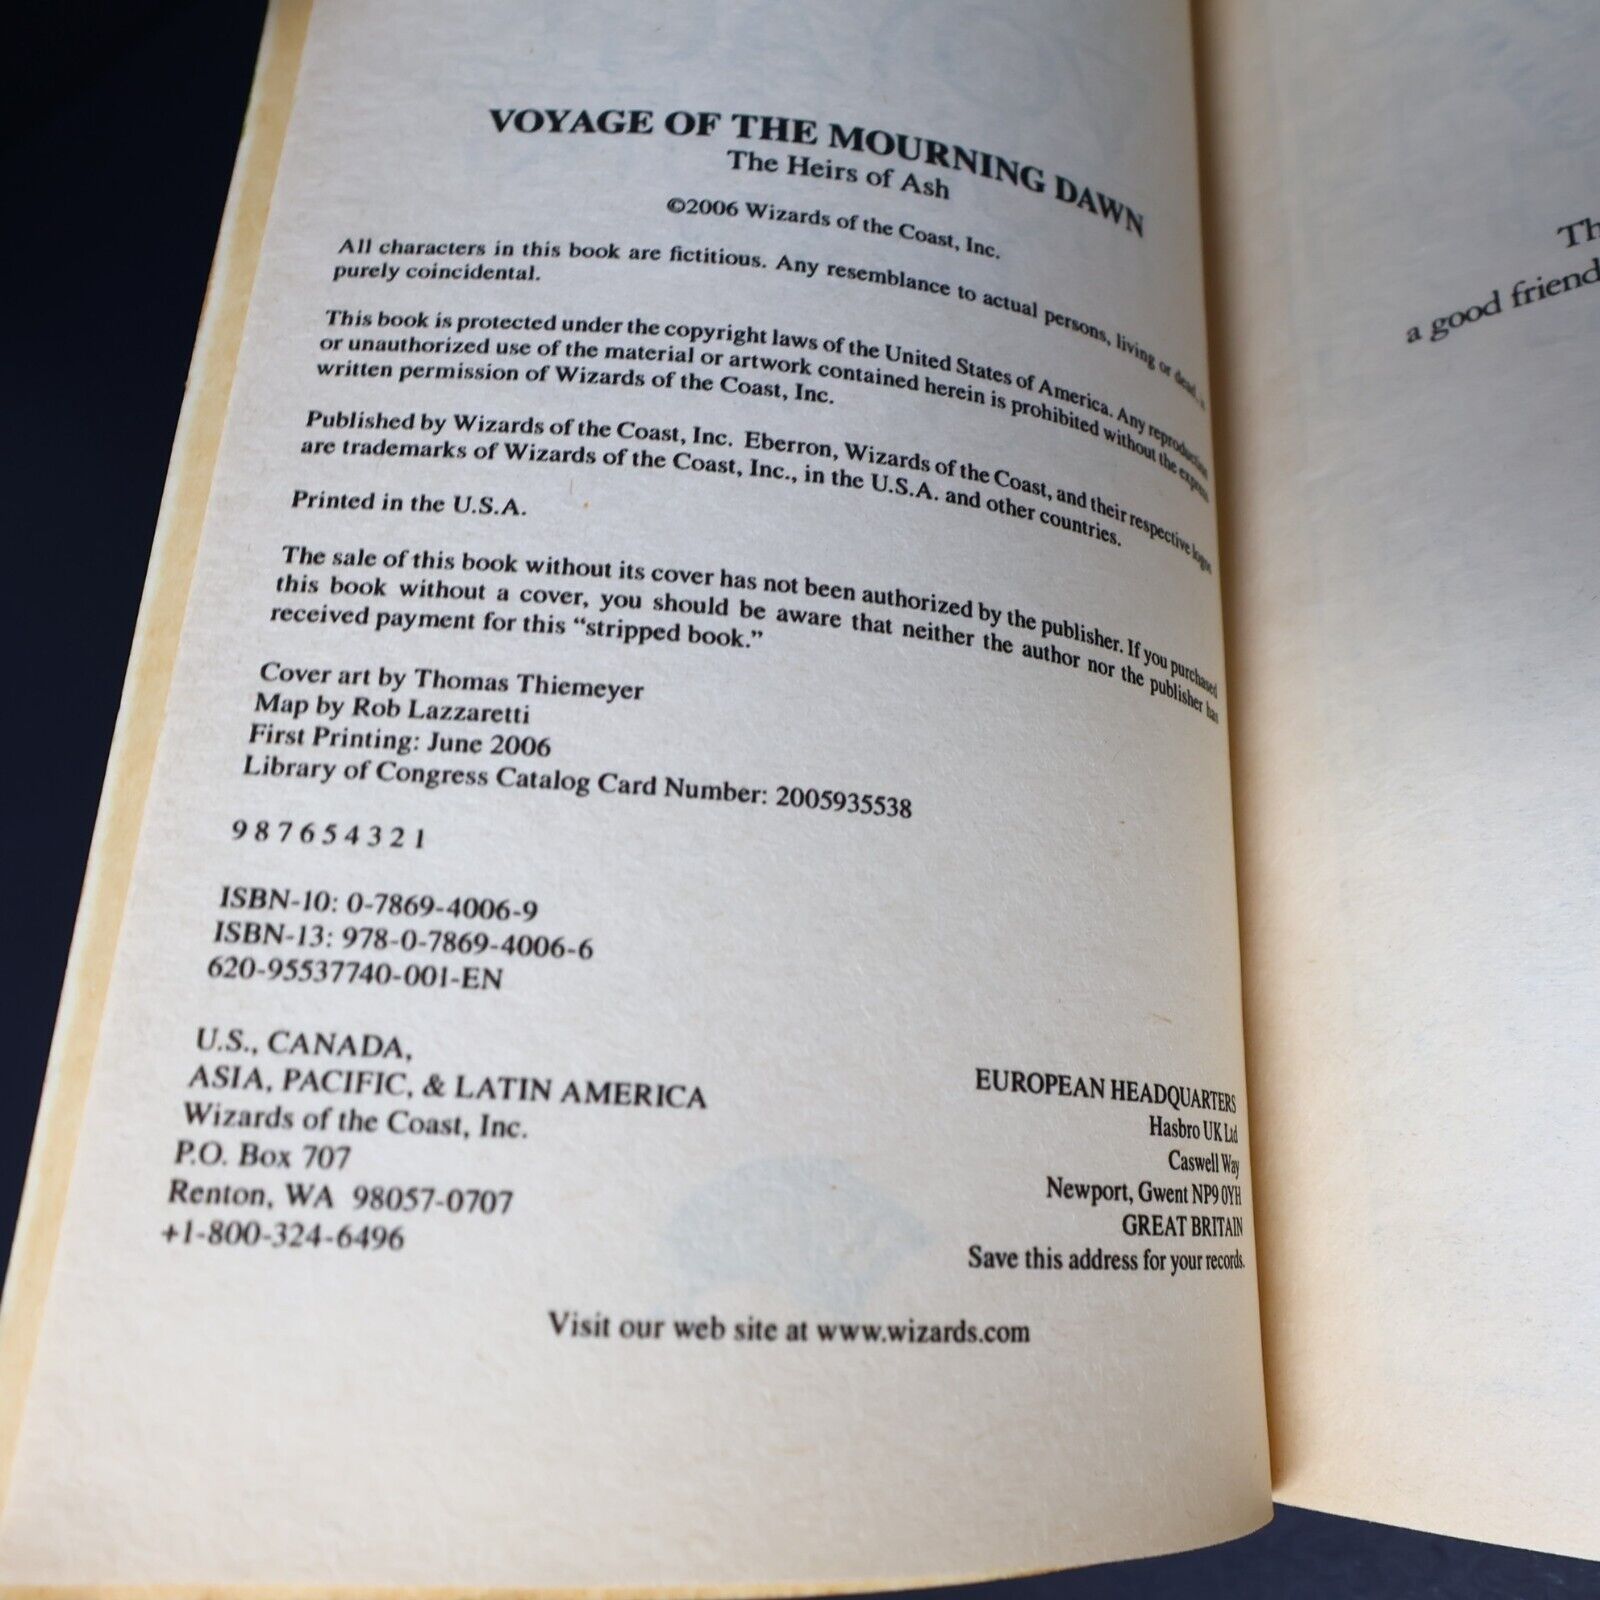 VOYAGE OF THE MOURNING DAWN
The Heirs of Ash
©2006 Wizards of the Coast, Inc.
All characters in this book are fictitious. Any resemblance to actual persons, living or dead, is
purely coincidental.
This book is protected under the copyright laws of the United States of America. Any reproduction
or unauthorized use of the material or artwork contained herein is prohibited without the express
written permission of Wizards of the Coast, Inc.
Published by Wizards of the Coast, Inc. Eberron, Wizards of the Coast, and their respective logos
are trademarks of Wizards of the Coast, Inc., in the U.S.A. and other countries.
Printed in the U.S.A.
The sale of this book without its cover has not been authorized by the publisher. If you purchased
this book without a cover, you should be aware that neither the author nor the publisher has
received payment for this “stripped book.”
Cover art by Thomas Thiemeyer
Map by Rob Lazzaretti
First Printing: June 2006
Library of Congress Catalog Card Number: 2005935538
9 8 7 6 5 4 3 2 1
ISBN-10: 0-7869-4006-9
ISBN-13: 978-0-7869-4006-6
620-95537740-001-EN
U.S., CANADA,
ASIA, PACIFIC, & LATIN AMERICA
Wizards of the Coast, Inc.
P.O. Box 707
Renton, WA 98057-0707
+1-800-324-6496
EUROPEAN HEADQUARTERS
Hasbro UK Ltd
Caswell Way
Newport, Gwent NP9 0YH
GREAT BRITAIN
Save this address for your records.
Visit our web site at www.wizards.com
a good friend